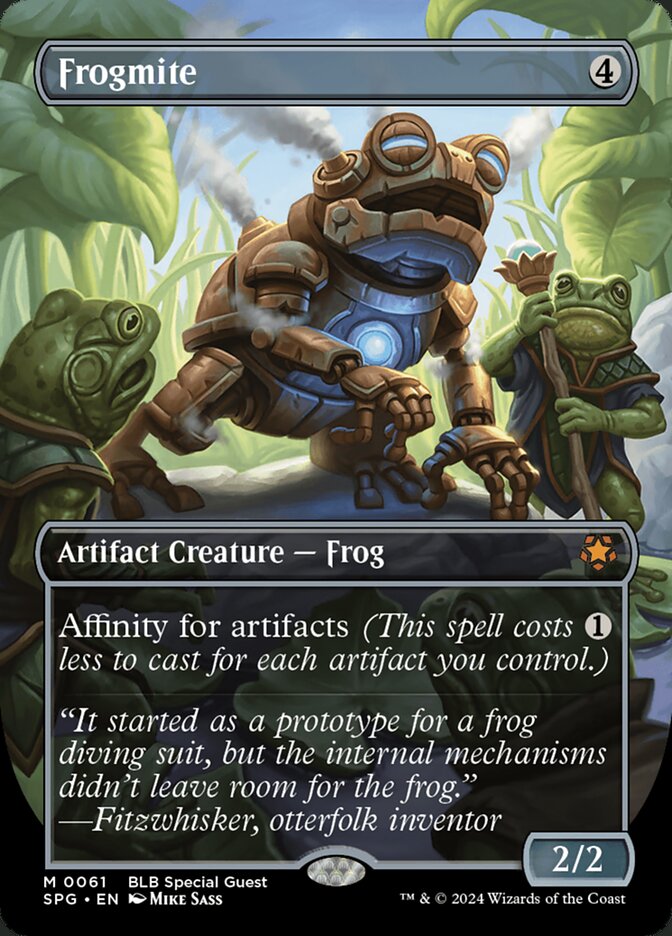 Frogmite 4
Artifact Creature — Frog
Affinity for artifacts (This spell costs 1
less to cast for each artifact you control.)
“It started as a prototype for a frog
diving suit, but the internal mechanisms
didn’t leave room for the frog.”
—Fitzwhisker, otterfolk inventor
2/2
M 0061 BLB Special Guest
SPG • EN Mike Sass ™ & © 2024 Wizards of the Coast